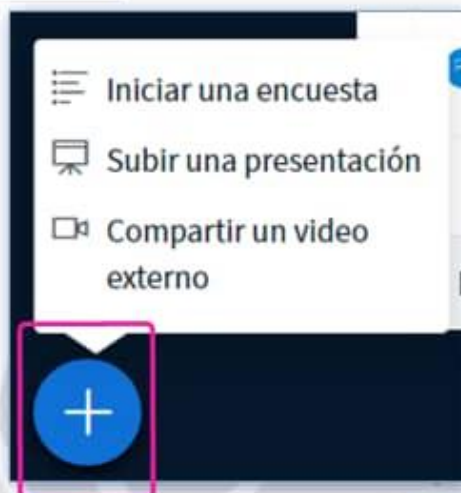 Iniciar una encuesta
Subir una presentación
Compartir un video
externo